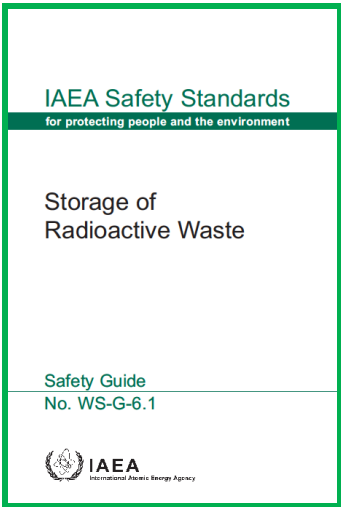 IAEA Safety Standards
for protecting people and the environment
Storage of
Radioactive Waste
Safety Guide
No. WS-G-6.1
IAEA
International Atomic Energy Agency